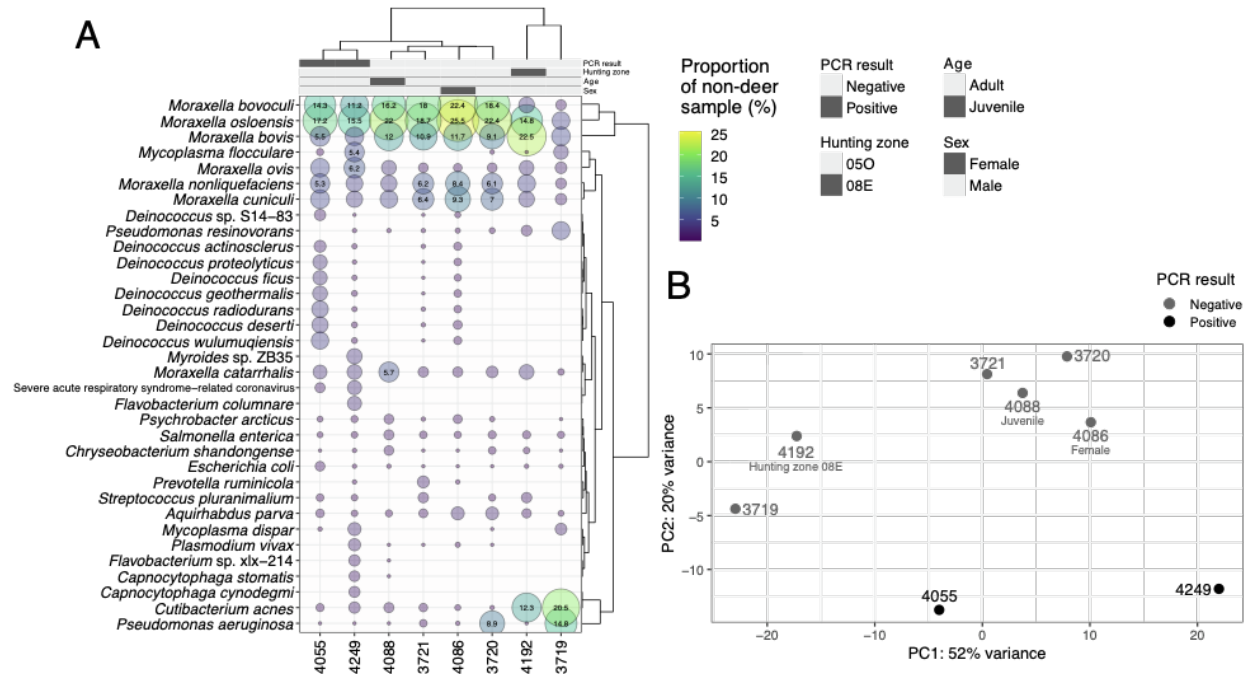 A
PCR result
Hunting zone
Age
Sex
Moraxella bovoculi
Moraxella osloensis
Moraxella bovis
Mycoplasma flocculare
Moraxella ovis
Moraxella nonliquefaciens
Moraxella cuniculi
Deinococcus sp. S14−83
Pseudomonas resinovorans
Deinococcus actinosclerus
Deinococcus proteolyticus
Deinococcus ficus
Deinococcus geothermalis
Deinococcus radiodurans
Deinococcus deserti
Deinococcus wulumuqiensis
Myroides sp. ZB35
Moraxella catarrhalis
Severe acute respiratory syndrome−related coronavirus
Flavobacterium columnare
Psychrobacter arcticus
Salmonella enterica
Chryseobacterium shandongense
Escherichia coli
Prevotella ruminicola
Streptococcus pluranimalium
Aquirhabdus parva
Mycoplasma dispar
Plasmodium vivax
Flavobacterium sp. xlx−214
Capnocytophaga stomatis
Capnocytophaga cynodegmi
Cutibacterium acnes
Pseudomonas aeruginosa
14.3 11.2 16.2 18 22.4 18.4
17.2 15.5 22 18.7 25.5 22.4 14.8
5.5 12 10.9 11.7 9.1 22.5
5.4
6.2
5.3 6.2 8.4 6.1
6.4 9.3 7
5.7
12.3 20.5
8.9 14.9
4055 4249 4088 3721 4086 3720 4192 3719
Proportion
of non-deer
sample (%)
25
20
15
10
5
PCR result
Negative
Positive
Age
Adult
Juvenile
Hunting zone
05O
08E
Sex
Female
Male
B
PCR result
Negative
Positive
PC2: 20% variance
10
5
0
−5
−10
3721
3720
4088
Juvenile
4086
Female
4192
Hunting zone 08E
3719
4055
4249
−20 −10 0 10 20
PC1: 52% variance